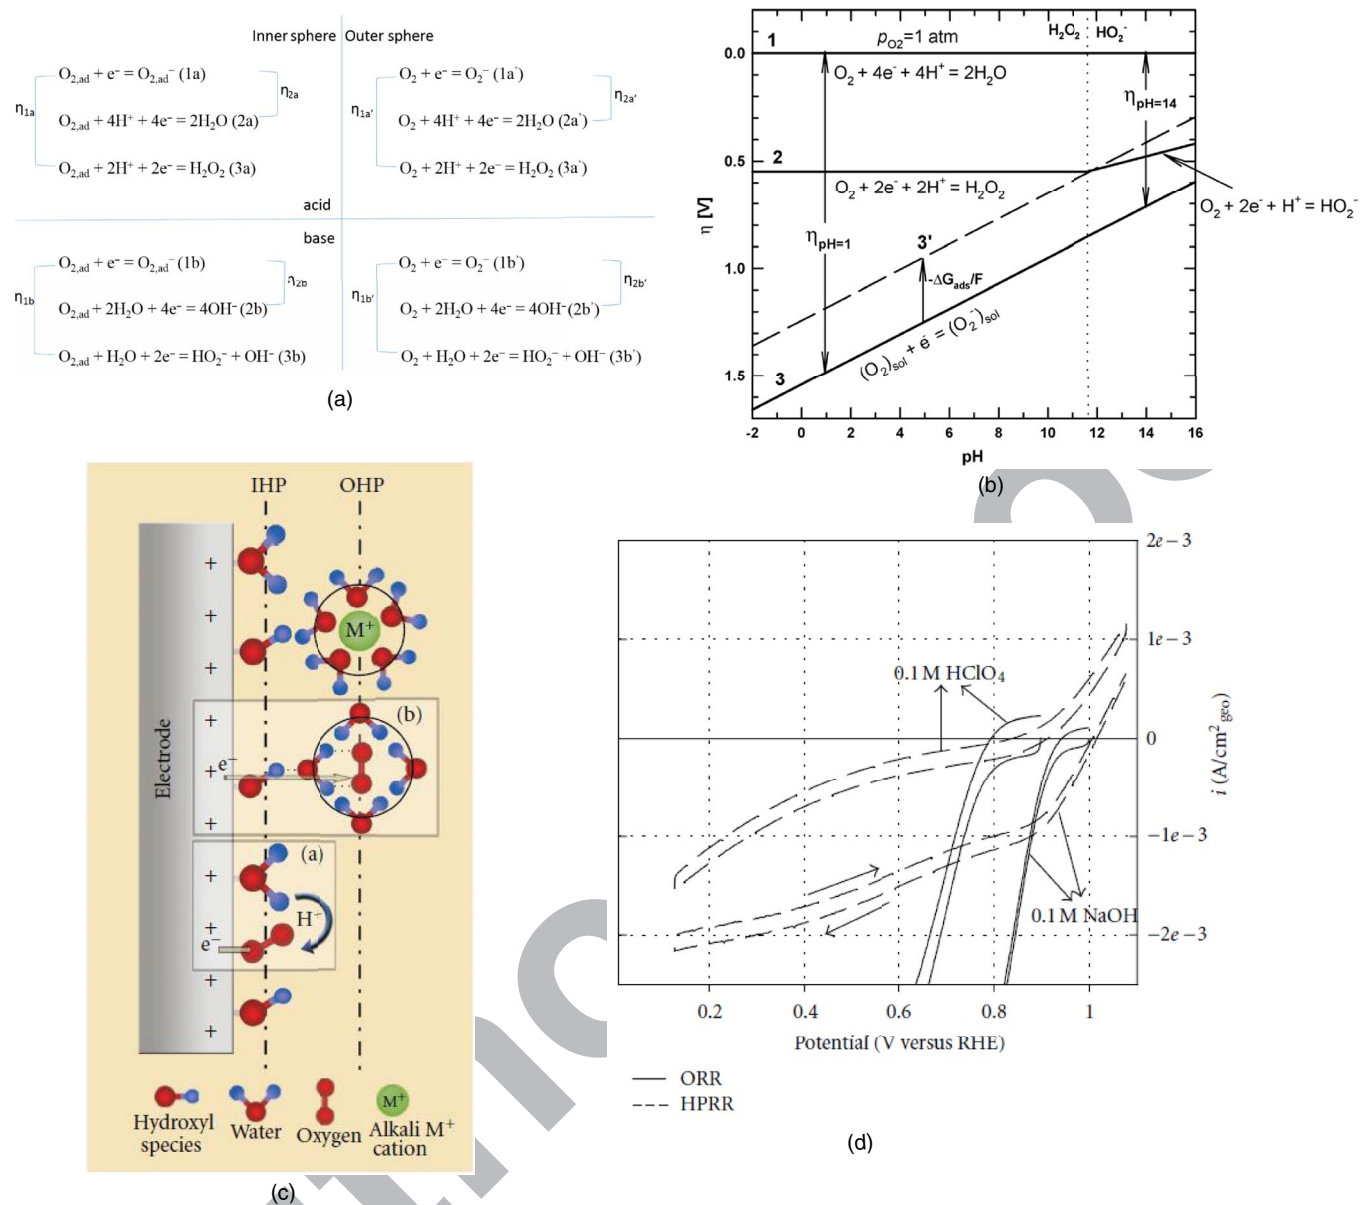 Inner sphere Outer sphere
O2,ad + e⁻ = O2,ad⁻ (1a)
O2,ad + 4H⁺ + 4e⁻ = 2H2O (2a)
O2,ad + 2H⁺ + 2e⁻ = H2O2 (3a)
η1a
η2a
O2 + e⁻ = O2⁻ (1a')
O2 + 4H⁺ + 4e⁻ = 2H2O (2a')
O2 + 2H⁺ + 2e⁻ = H2O2 (3a')
η1a'
η2a'
acid
base
O2,ad + e⁻ = O2,ad⁻ (1b)
O2,ad + 2H2O + 4e⁻ = 4OH⁻ (2b)
O2,ad + H2O + 2e⁻ = HO2⁻ + OH⁻ (3b)
η1b
η2b
O2 + e⁻ = O2⁻ (1b')
O2 + 2H2O + 4e⁻ = 4OH⁻ (2b')
O2 + H2O + 2e⁻ = HO2⁻ + OH⁻ (3b')
η1b'
η2b'
(a)
1
pO2=1 atm
H2O2
HO2⁻
O2 + 4e⁻ + 4H⁺ = 2H2O
ηpH=14
2
O2 + 2e⁻ + 2H⁺ = H2O2
O2 + 2e⁻ + H⁺ = HO2⁻
ηpH=1
3'
-ΔGads/F
(O2)sol + e⁻ = (O2⁻)sol
3
0.0
0.5
1.0
1.5
η [V]
-2 0 2 4 6 8 10 12 14 16
pH
(b)
IHP OHP
Electrode
+
+
+
+
+
+
+
+
+
+
M⁺
(b)
e⁻
(a)
H⁺
e⁻
M⁺
Hydroxyl
species
Water
Oxygen
Alkali M⁺
cation
(c)
2e−3
1e−3
0
−1e−3
−2e−3
i (A/cm²geo)
0.1 M HClO4
0.1 M NaOH
0.2 0.4 0.6 0.8 1
Potential (V versus RHE)
ORR
HPRR
(d)